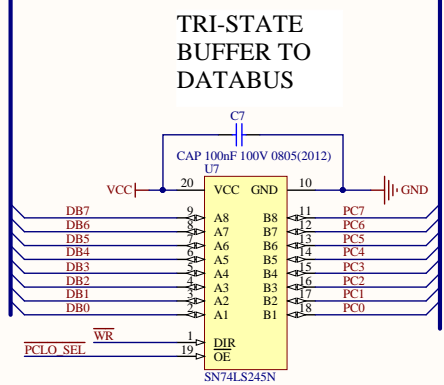 TRI-STATE
BUFFER TO
DATABUS
C7
CAP 100nF 100V 0805(2012)
U7
VCC 20 VCC GND 10 GND
DB7 9 A8 B8 11 PC7
DB6 8 A7 B7 12 PC6
DB5 7 A6 B6 13 PC5
DB4 6 A5 B5 14 PC4
DB3 5 A4 B4 15 PC3
DB2 4 A3 B3 16 PC2
DB1 3 A2 B2 17 PC1
DB0 2 A1 B1 18 PC0
WR 1 DIR
PCLO_SEL 19 OE
SN74LS245N